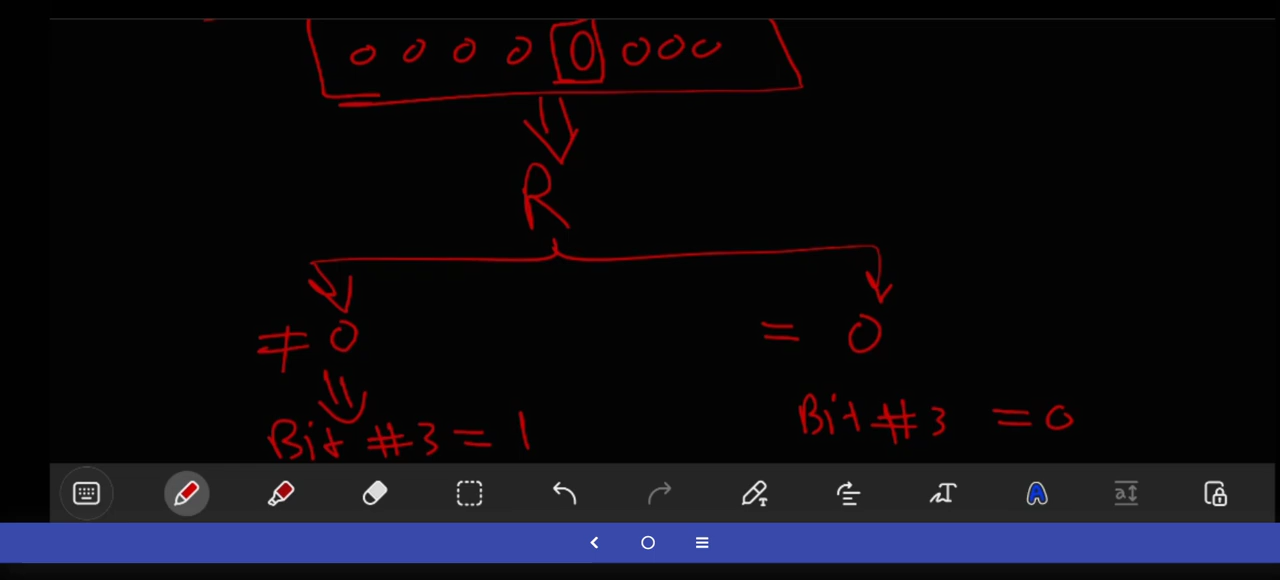 0 0 0 0 0 0 0 0
R
≠ 0
= 0
Bit #3 = 1
Bit #3 = 0